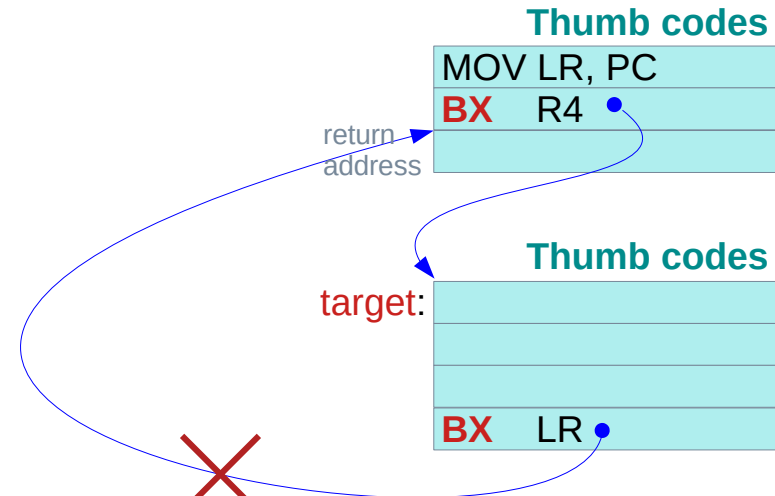 Thumb codes
MOV LR, PC
BX R4
return
address
Thumb codes
target:
BX LR